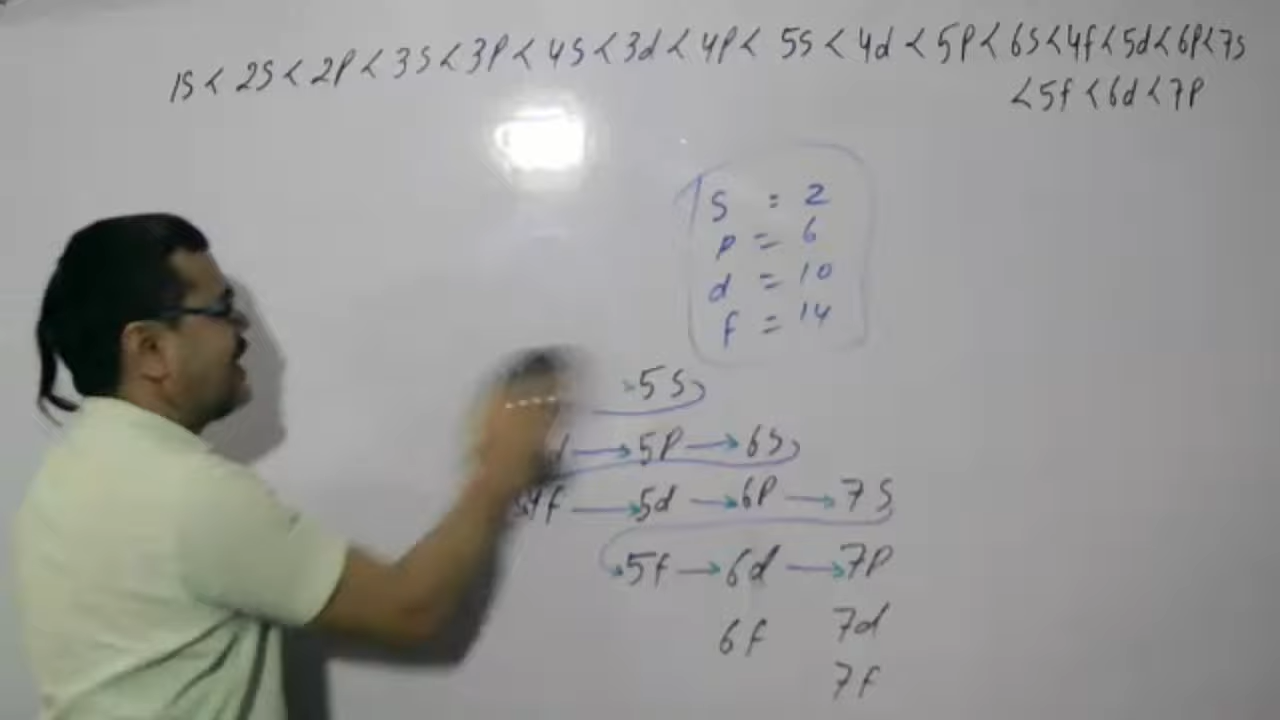 1S < 2S < 2P < 3S < 3P < 4S < 3d < 4P < 5S < 4d < 5P < 6S < 4f < 5d < 6P < 7S
< 5f < 6d < 7P
S = 2
P = 6
d = 10
f = 14
5S
d → 5P → 6S
4f → 5d → 6P → 7S
5f → 6d → 7P
6f 7d
7f